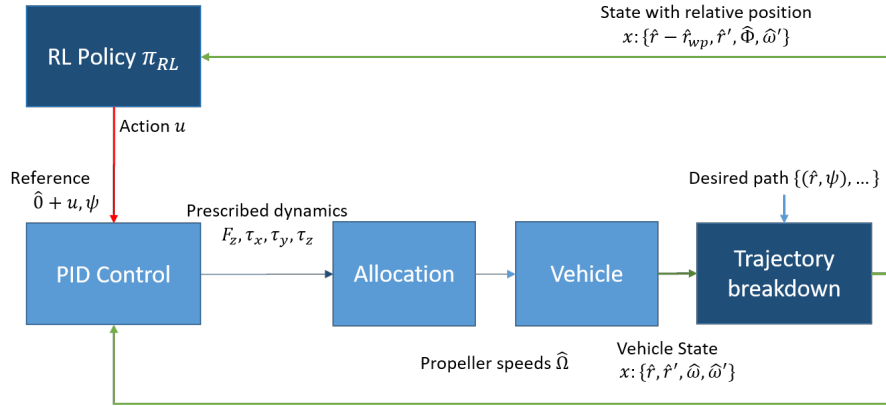 State with relative position
x: {r̂ − r̂_wp, r̂′, Φ̂, ω̂′}
RL Policy π_RL
Action u
Reference
0̂ + u, ψ
Prescribed dynamics
F_z, τ_x, τ_y, τ_z
Desired path {(r̂, ψ), … }
PID Control
Allocation
Vehicle
Trajectory
breakdown
Propeller speeds Ω̂
Vehicle State
x: {r̂, r̂′, ω̂, ω̂′}